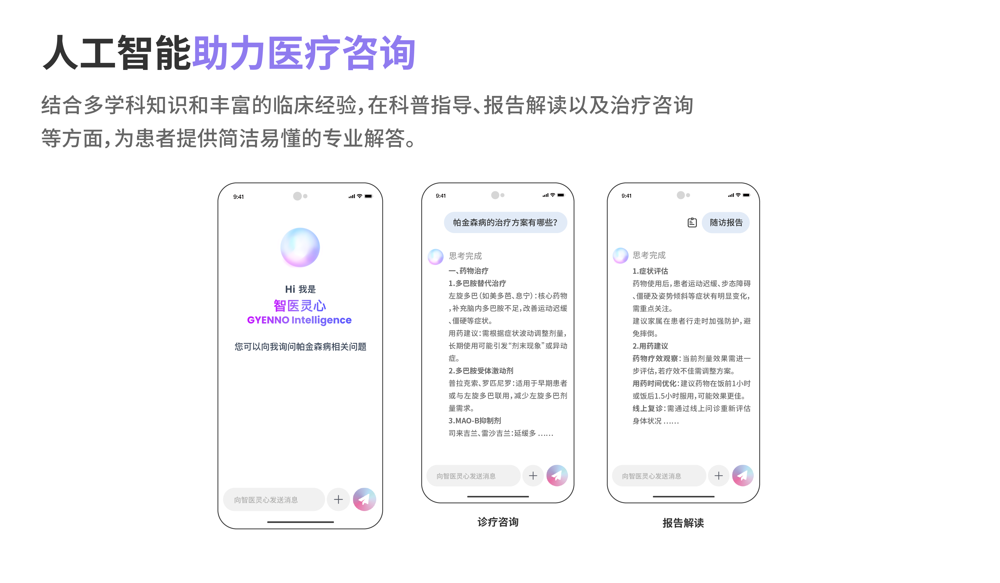 人工智能助力医疗咨询
结合多学科知识和丰富的临床经验，在科普指导、报告解读以及治疗咨询
等方面，为患者提供简洁易懂的专业解答。
9:41
Hi 我是
智医灵心
GYENNO Intelligence
您可以向我询问帕金森病相关问题
向智医灵心发送消息
9:41
帕金森病的治疗方案有哪些？
思考完成
一、药物治疗
1.多巴胺替代治疗
左旋多巴（如美多芭、息宁）：核心药物
，补充脑内多巴胺不足，改善运动迟缓
、僵硬等症状。
用药建议：需根据症状波动调整剂量，
长期使用可能引发“剂末现象”或异动
症。
2.多巴胺受体激动剂
普拉克索、罗匹尼罗：适用于早期患者
或与左旋多巴联用，减少左旋多巴剂
量需求。
3.MAO-B抑制剂
司来吉兰、雷沙吉兰：延缓多 ……
向智医灵心发送消息
诊疗咨询
9:41
随访报告
思考完成
1.症状评估
药物使用后，患者运动迟缓、步态障碍
、僵硬及姿势倾斜等症状有明显变化，
需重点关注。
建议家属在患者行走时加强防护，避
免摔倒。
2.用药建议
药物疗效观察：当前剂量效果需进一
步评估，若疗效不佳需调整方案。
用药时间优化：建议药物在饭前1小时
或饭后1.5小时服用，可能效果更佳。
线上复诊：需通过线上问诊重新评估
身体状况 ……
向智医灵心发送消息
报告解读